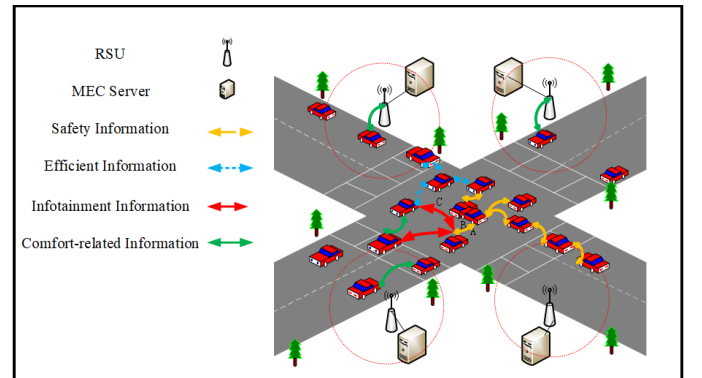 RSU
MEC Server
Safety Information
Efficient Information
Infotainment Information
Comfort-related Information
C
B
A